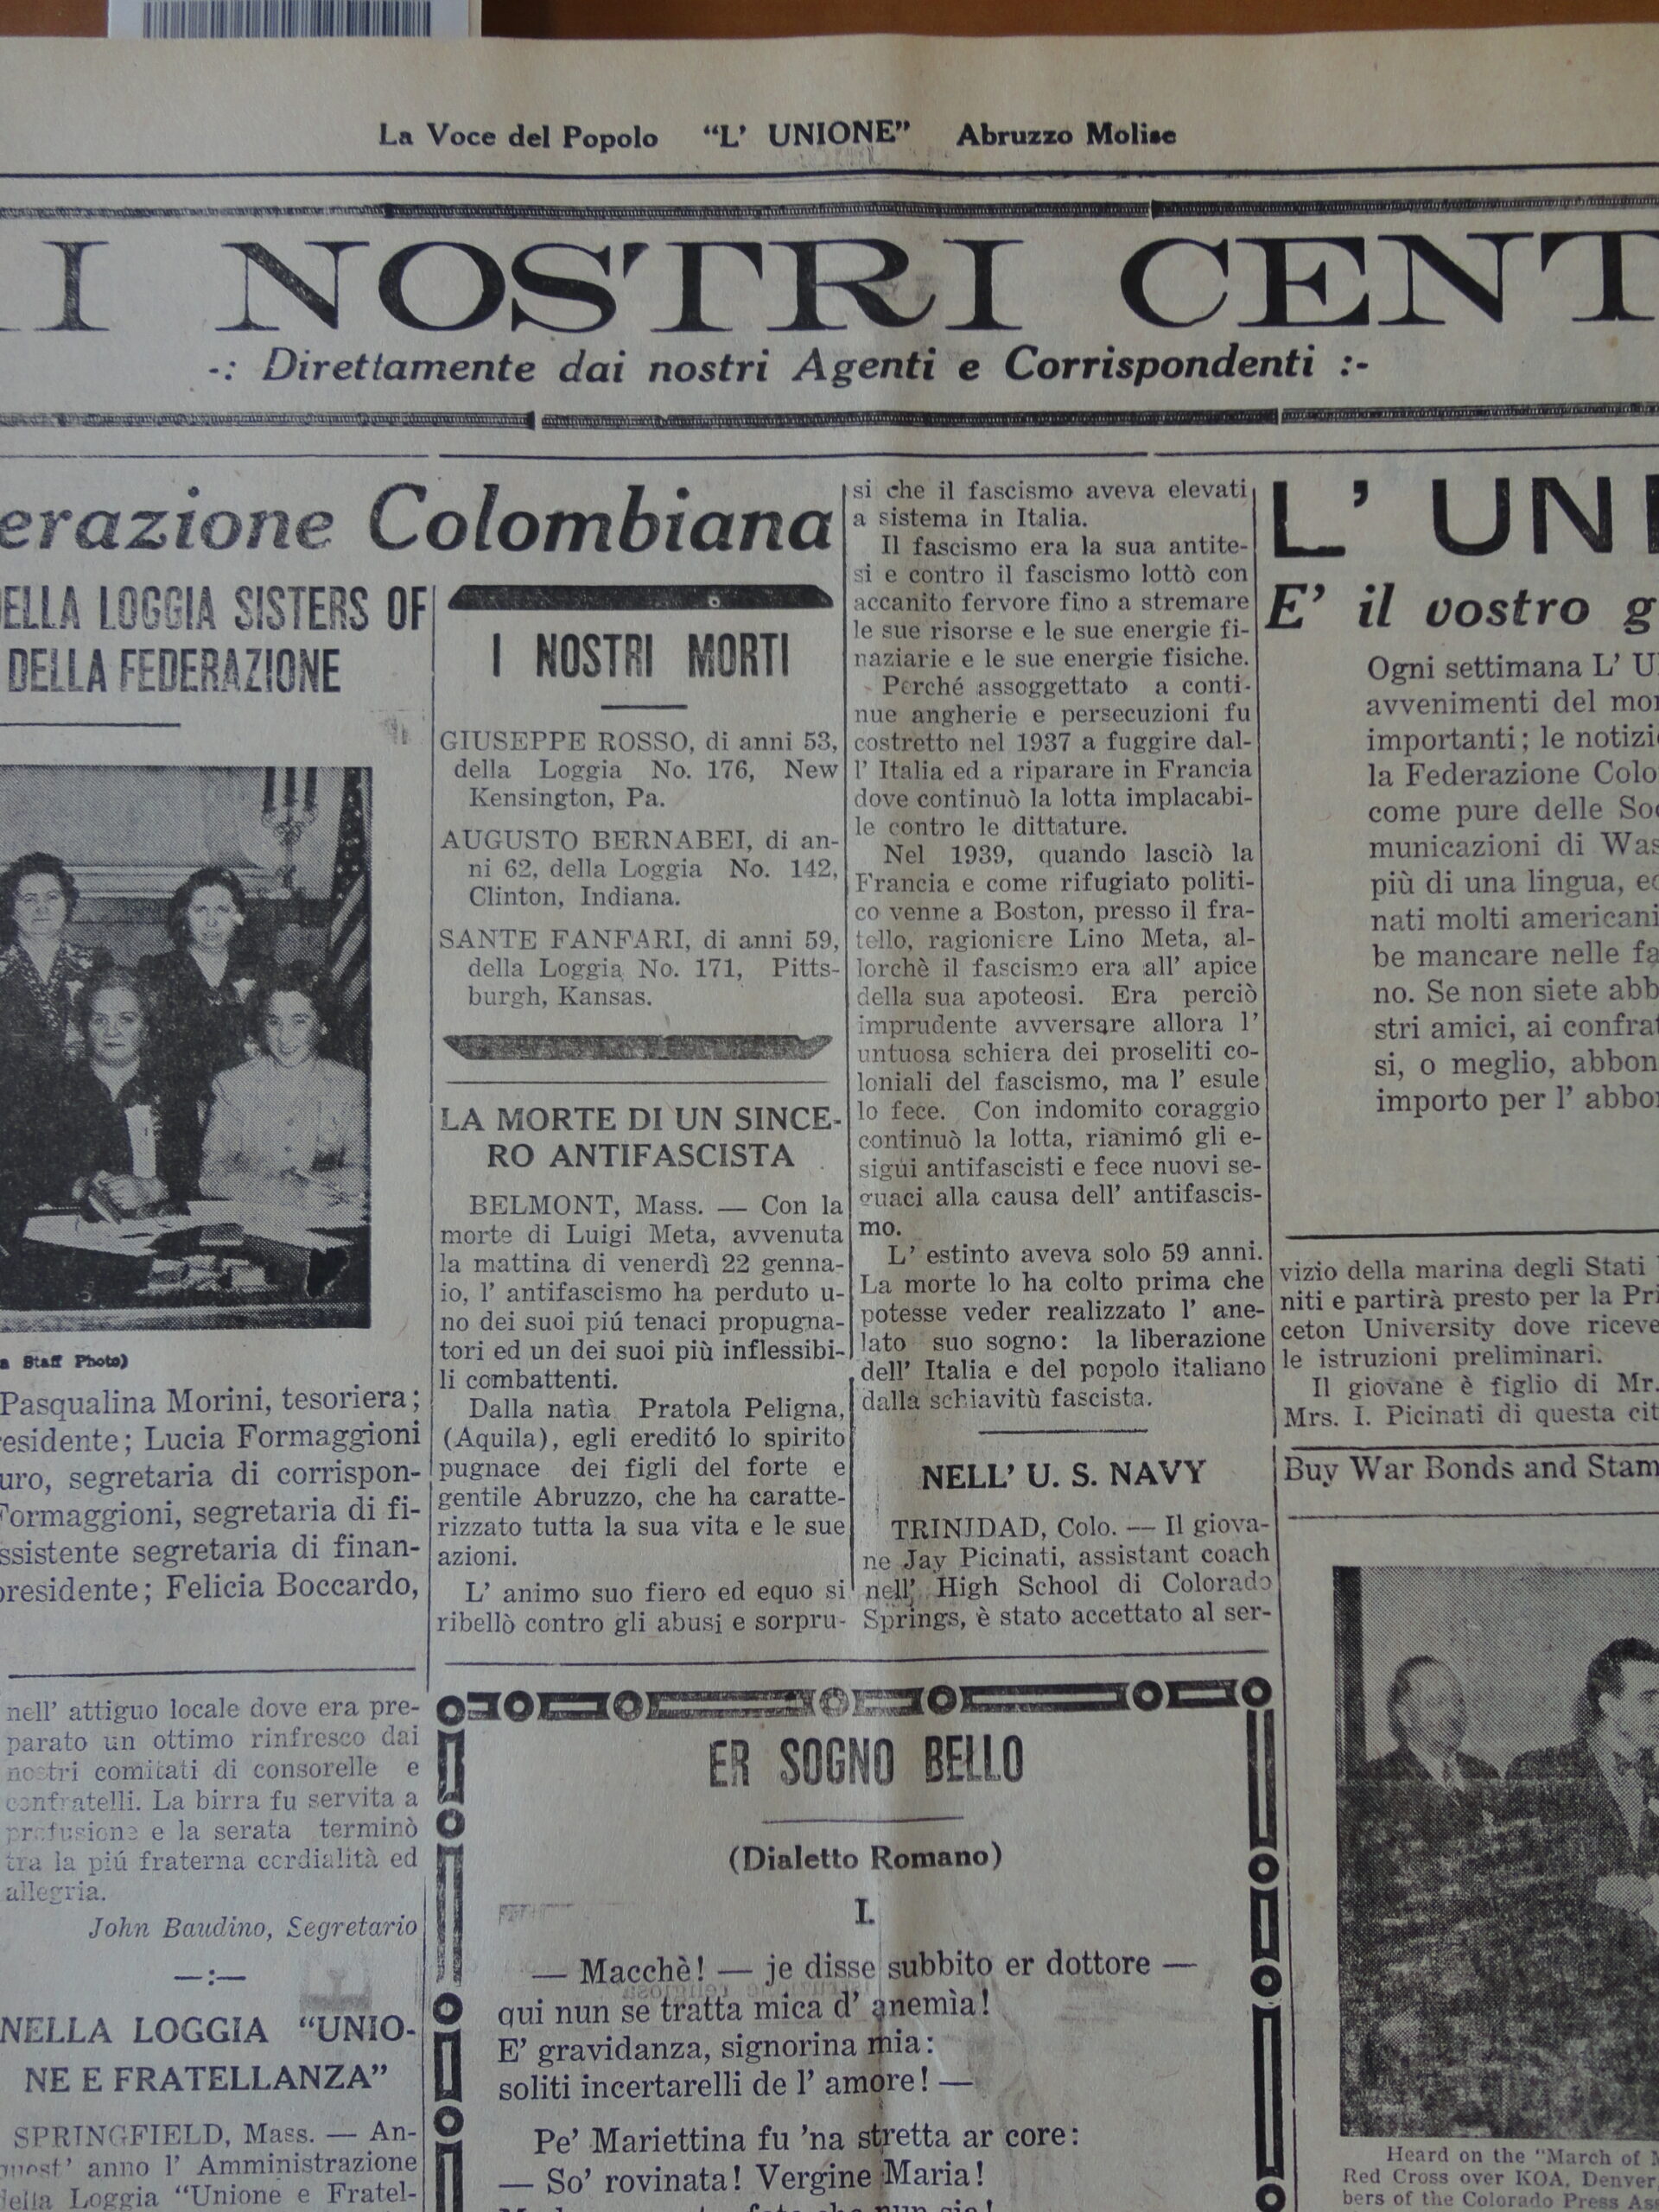 La Voce del Popolo "L' UNIONE" Abruzzo Molise
I NOSTRI CENT
-: Direttamente dai nostri Agenti e Corrispondenti :-
erazione Colombiana
ELLA LOGGIA SISTERS OF
DELLA FEDERAZIONE
Staff Photo)
Pasqualina Morini, tesoriera;
esidente; Lucia Formaggioni
uro, segretaria di corrispon-
Formaggioni, segretaria di fi-
ssistente segretaria di finan-
presidente; Felicia Boccardo,
nell' attiguo locale dove era pre-
parato un ottimo rinfresco dai
nostri comitati di consorelle e
confratelli. La birra fu servita a
profusione e la serata terminò
tra la piú fraterna cordialità ed
allegria.
John Baudino, Segretario
—:—
NELLA LOGGIA "UNIO-
NE E FRATELLANZA"
SPRINGFIELD, Mass. — An-
quest' anno l' Amministrazione
della Loggia "Unione e Fratel-
I NOSTRI MORTI
GIUSEPPE ROSSO, di anni 53,
della Loggia No. 176, New
Kensington, Pa.
AUGUSTO BERNABEI, di an-
ni 62, della Loggia No. 142,
Clinton, Indiana.
SANTE FANFARI, di anni 59,
della Loggia No. 171, Pitts-
burgh, Kansas.
LA MORTE DI UN SINCE-
RO ANTIFASCISTA
BELMONT, Mass. — Con la
morte di Luigi Meta, avvenuta
la mattina di venerdì 22 genna-
io, l' antifascismo ha perduto u-
no dei suoi piú tenaci propugna-
tori ed un dei suoi più inflessibi-
li combattenti.
Dalla natìa Pratola Peligna,
(Aquila), egli ereditó lo spirito
pugnace dei figli del forte e
gentile Abruzzo, che ha caratte-
rizzato tutta la sua vita e le sue
azioni.
L' animo suo fiero ed equo si
ribellò contro gli abusi e sorpru-
si che il fascismo aveva elevati
a sistema in Italia.
Il fascismo era la sua antite-
si e contro il fascismo lottò con
accanito fervore fino a stremare
le sue risorse e le sue energie fi-
naziarie e le sue energie fisiche.
Perché assoggettato a conti-
nue angherie e persecuzioni fu
costretto nel 1937 a fuggire dal-
l' Italia ed a riparare in Francia
dove continuò la lotta implacabi-
le contro le dittature.
Nel 1939, quando lasciò la
Francia e come rifugiato politi-
co venne a Boston, presso il fra-
tello, ragioniere Lino Meta, al-
lorchè il fascismo era all' apice
della sua apoteosi. Era perciò
imprudente avversare allora l'
untuosa schiera dei proseliti co-
loniali del fascismo, ma l' esule
lo fece. Con indomito coraggio
continuò la lotta, rianimó gli e-
sigui antifascisti e fece nuovi se-
guaci alla causa dell' antifascis-
mo.
L' estinto aveva solo 59 anni.
La morte lo ha colto prima che
potesse veder realizzato l' ane-
lato suo sogno: la liberazione
dell' Italia e del popolo italiano
dalla schiavitù fascista.
NELL' U. S. NAVY
TRINIDAD, Colo. — Il giova-
ne Jay Picinati, assistant coach
nell' High School di Colorado
Springs, è stato accettato al ser-
ER SOGNO BELLO
(Dialetto Romano)
I.
— Macchè! — je disse subbito er dottore —
qui nun se tratta mica d' anemìa!
E' gravidanza, signorina mia:
soliti incertarelli de l' amore! —
Pe' Mariettina fu 'na stretta ar core:
— So' rovinata! Vergine Maria!
L' UNI
E' il vostro g
Ogni settimana L' U
avvenimenti del mon
importanti; le notizi
la Federazione Colo
come pure delle So
municazioni di Was
più di una lingua, ed
nati molti americani
be mancare nelle fa
no. Se non siete abb
stri amici, ai confrat
si, o meglio, abbon
importo per l' abbo
vizio della marina degli Stati
niti e partirà presto per la Pri
ceton University dove riceve
le istruzioni preliminari.
Il giovane è figlio di Mr.
Mrs. I. Picinati di questa cit
Buy War Bonds and Stam
Heard on the "March of
Red Cross over KOA, Denver,
bers of the Colorado Press As